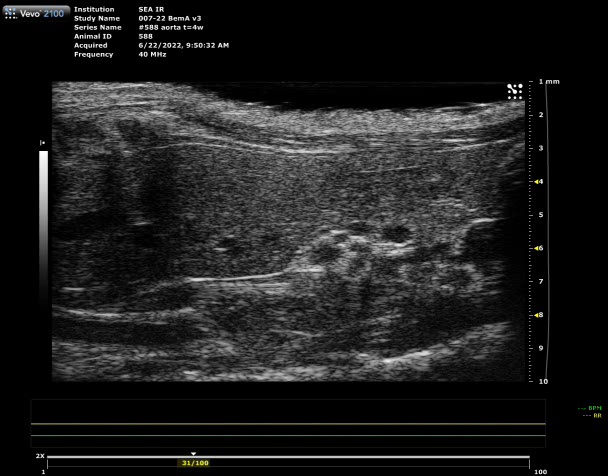 Vevo 2100
Institution SEA IR
Study Name 007-22 BemA v3
Series Name #588 aorta t=4w
Animal ID 588
Acquired 6/22/2022, 9:50:32 AM
Frequency 40 MHz
1 mm
2
3
4
5
6
7
8
9
10
--- BPM
--- RR
2X
31/100
1 100